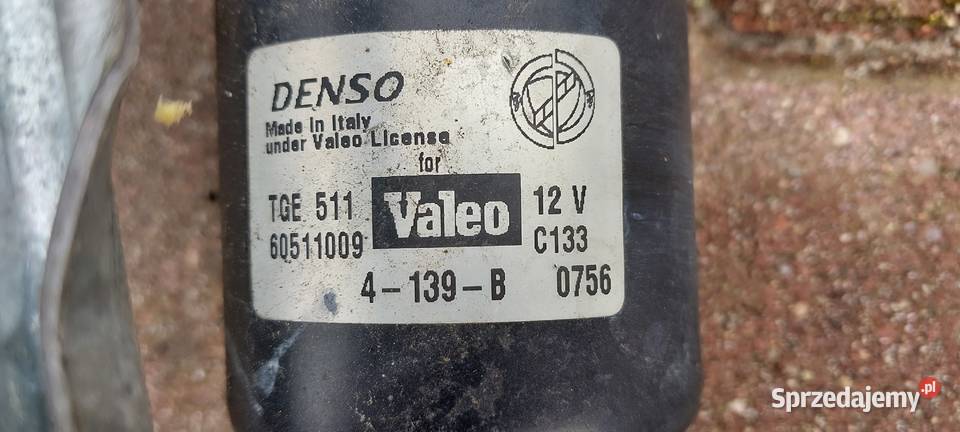 DENSO
Made in Italy
under Valeo License
for
TGE 511 Valeo 12 V
60511009 C133
4-139-B 0756
Sprzedajemy.pl